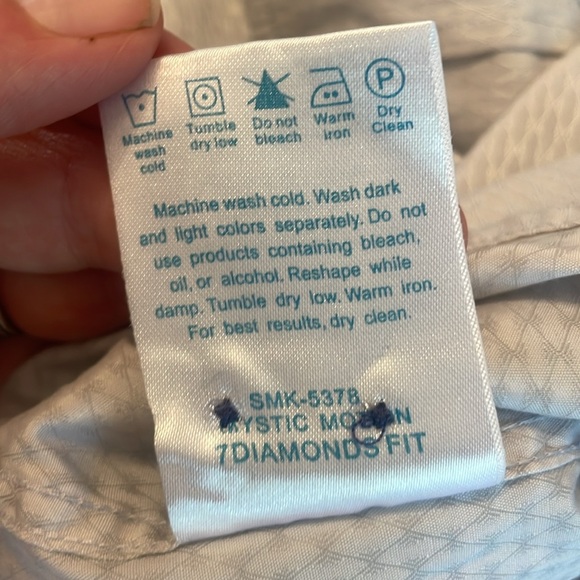 P
Machine wash cold
Tumble dry low
Do not bleach
Warm iron
Dry Clean
Machine wash cold. Wash dark
and light colors separately. Do not
use products containing bleach,
oil, or alcohol. Reshape while
damp. Tumble dry low. Warm iron.
For best results, dry clean.
SMK-5378
MYSTIC MOTION
7DIAMONDS FIT